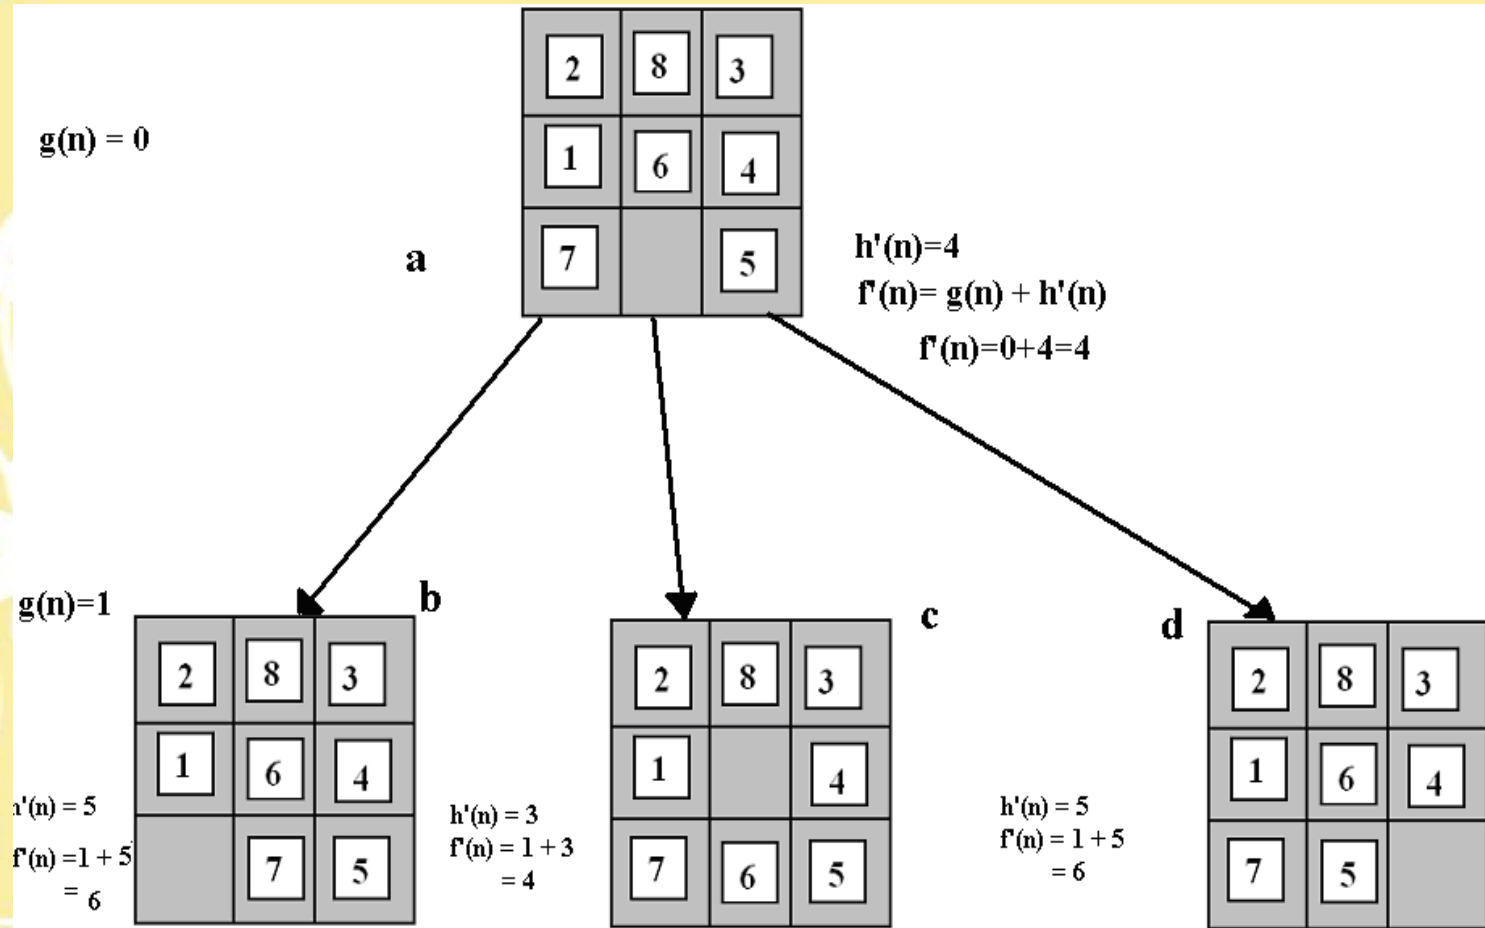 2 8 3
g(n) = 0
1 6 4
a
7 5
h'(n)=4
f'(n)= g(n) + h'(n)
f'(n)=0+4=4
g(n)=1
b
2 8 3
1 6 4
7 5
'(n) = 5
f'(n) =1 + 5
= 6
c
2 8 3
1 4
7 6 5
h'(n) = 3
f'(n) = 1 + 3
= 4
d
2 8 3
1 6 4
7 5
h'(n) = 5
f'(n) = 1 + 5
= 6